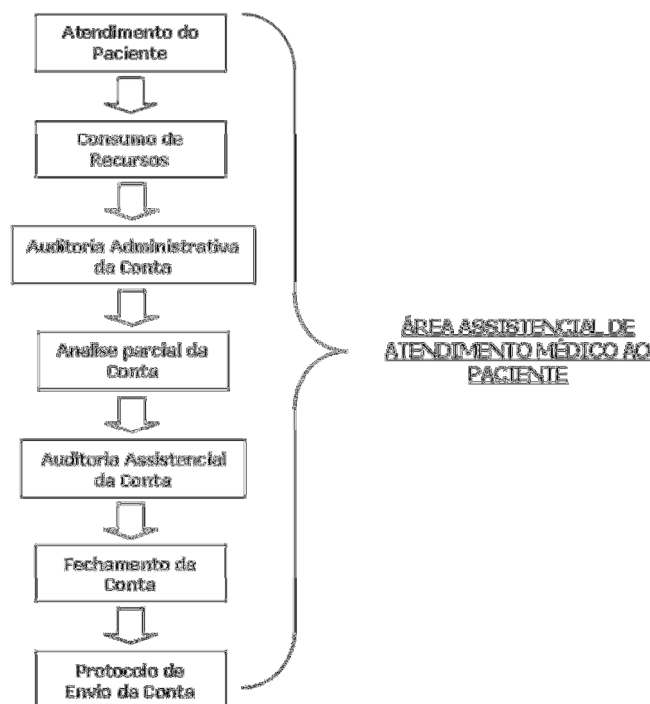 Atendimento do
Paciente
Consumo de
Recursos
Auditoria Administrativa
da Conta
Analise parcial da
Conta
Auditoria Assistencial
da Conta
Fechamento da
Conta
Protocolo de
Envio da Conta
ÁREA ASSISTENCIAL DE
ATENDIMENTO MÉDICO AO
PACIENTE